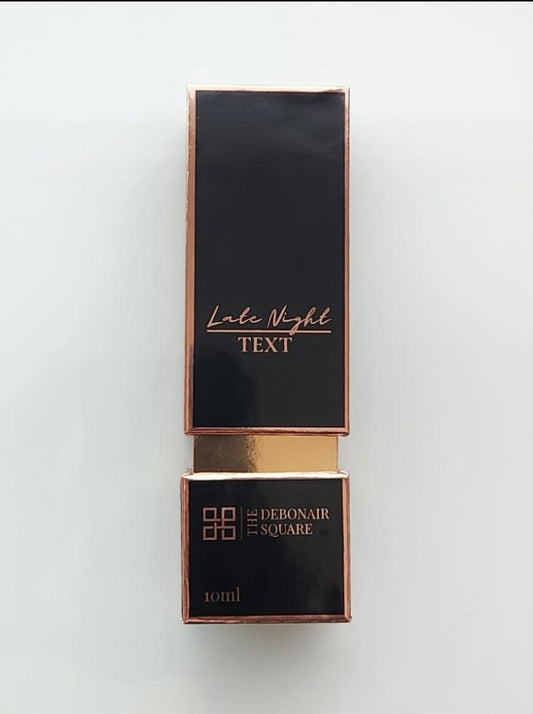 Late Night
TEXT
THE
DEBONAIR
SQUARE
10ml